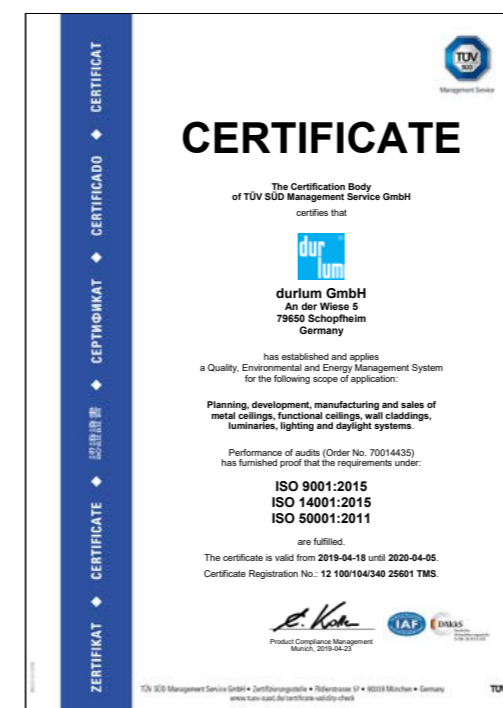 TÜV
SÜD
Management Service
CERTIFICATE
The Certification Body
of TÜV SÜD Management Service GmbH
certifies that
dur
lum
durlum GmbH
An der Wiese 5
79650 Schopfheim
Germany
has established and applies
a Quality, Environmental and Energy Management System
for the following scope of application:
Planning, development, manufacturing and sales of
metal ceilings, functional ceilings, wall claddings,
luminaries, lighting and daylight systems.
Performance of audits (Order No. 70014435)
has furnished proof that the requirements under:
ISO 9001:2015
ISO 14001:2015
ISO 50001:2011
are fulfilled.
The certificate is valid from 2019-04-18 until 2020-04-05.
Certificate Registration No.: 12 100/104/340 25601 TMS.
Product Compliance Management
Munich, 2019-04-23
IAF
DAkkS
TÜV SÜD Management Service GmbH • Zertifizierungsstelle • Ridlerstrasse 57 • 80339 München • Germany
www.tuev-sued.de/certificate-validity-check
TÜV
ZERTIFIKAT ◆ CERTIFICATE ◆ 認證證書 ◆ СЕРТИФИКАТ ◆ CERTIFICADO ◆ CERTIFICAT